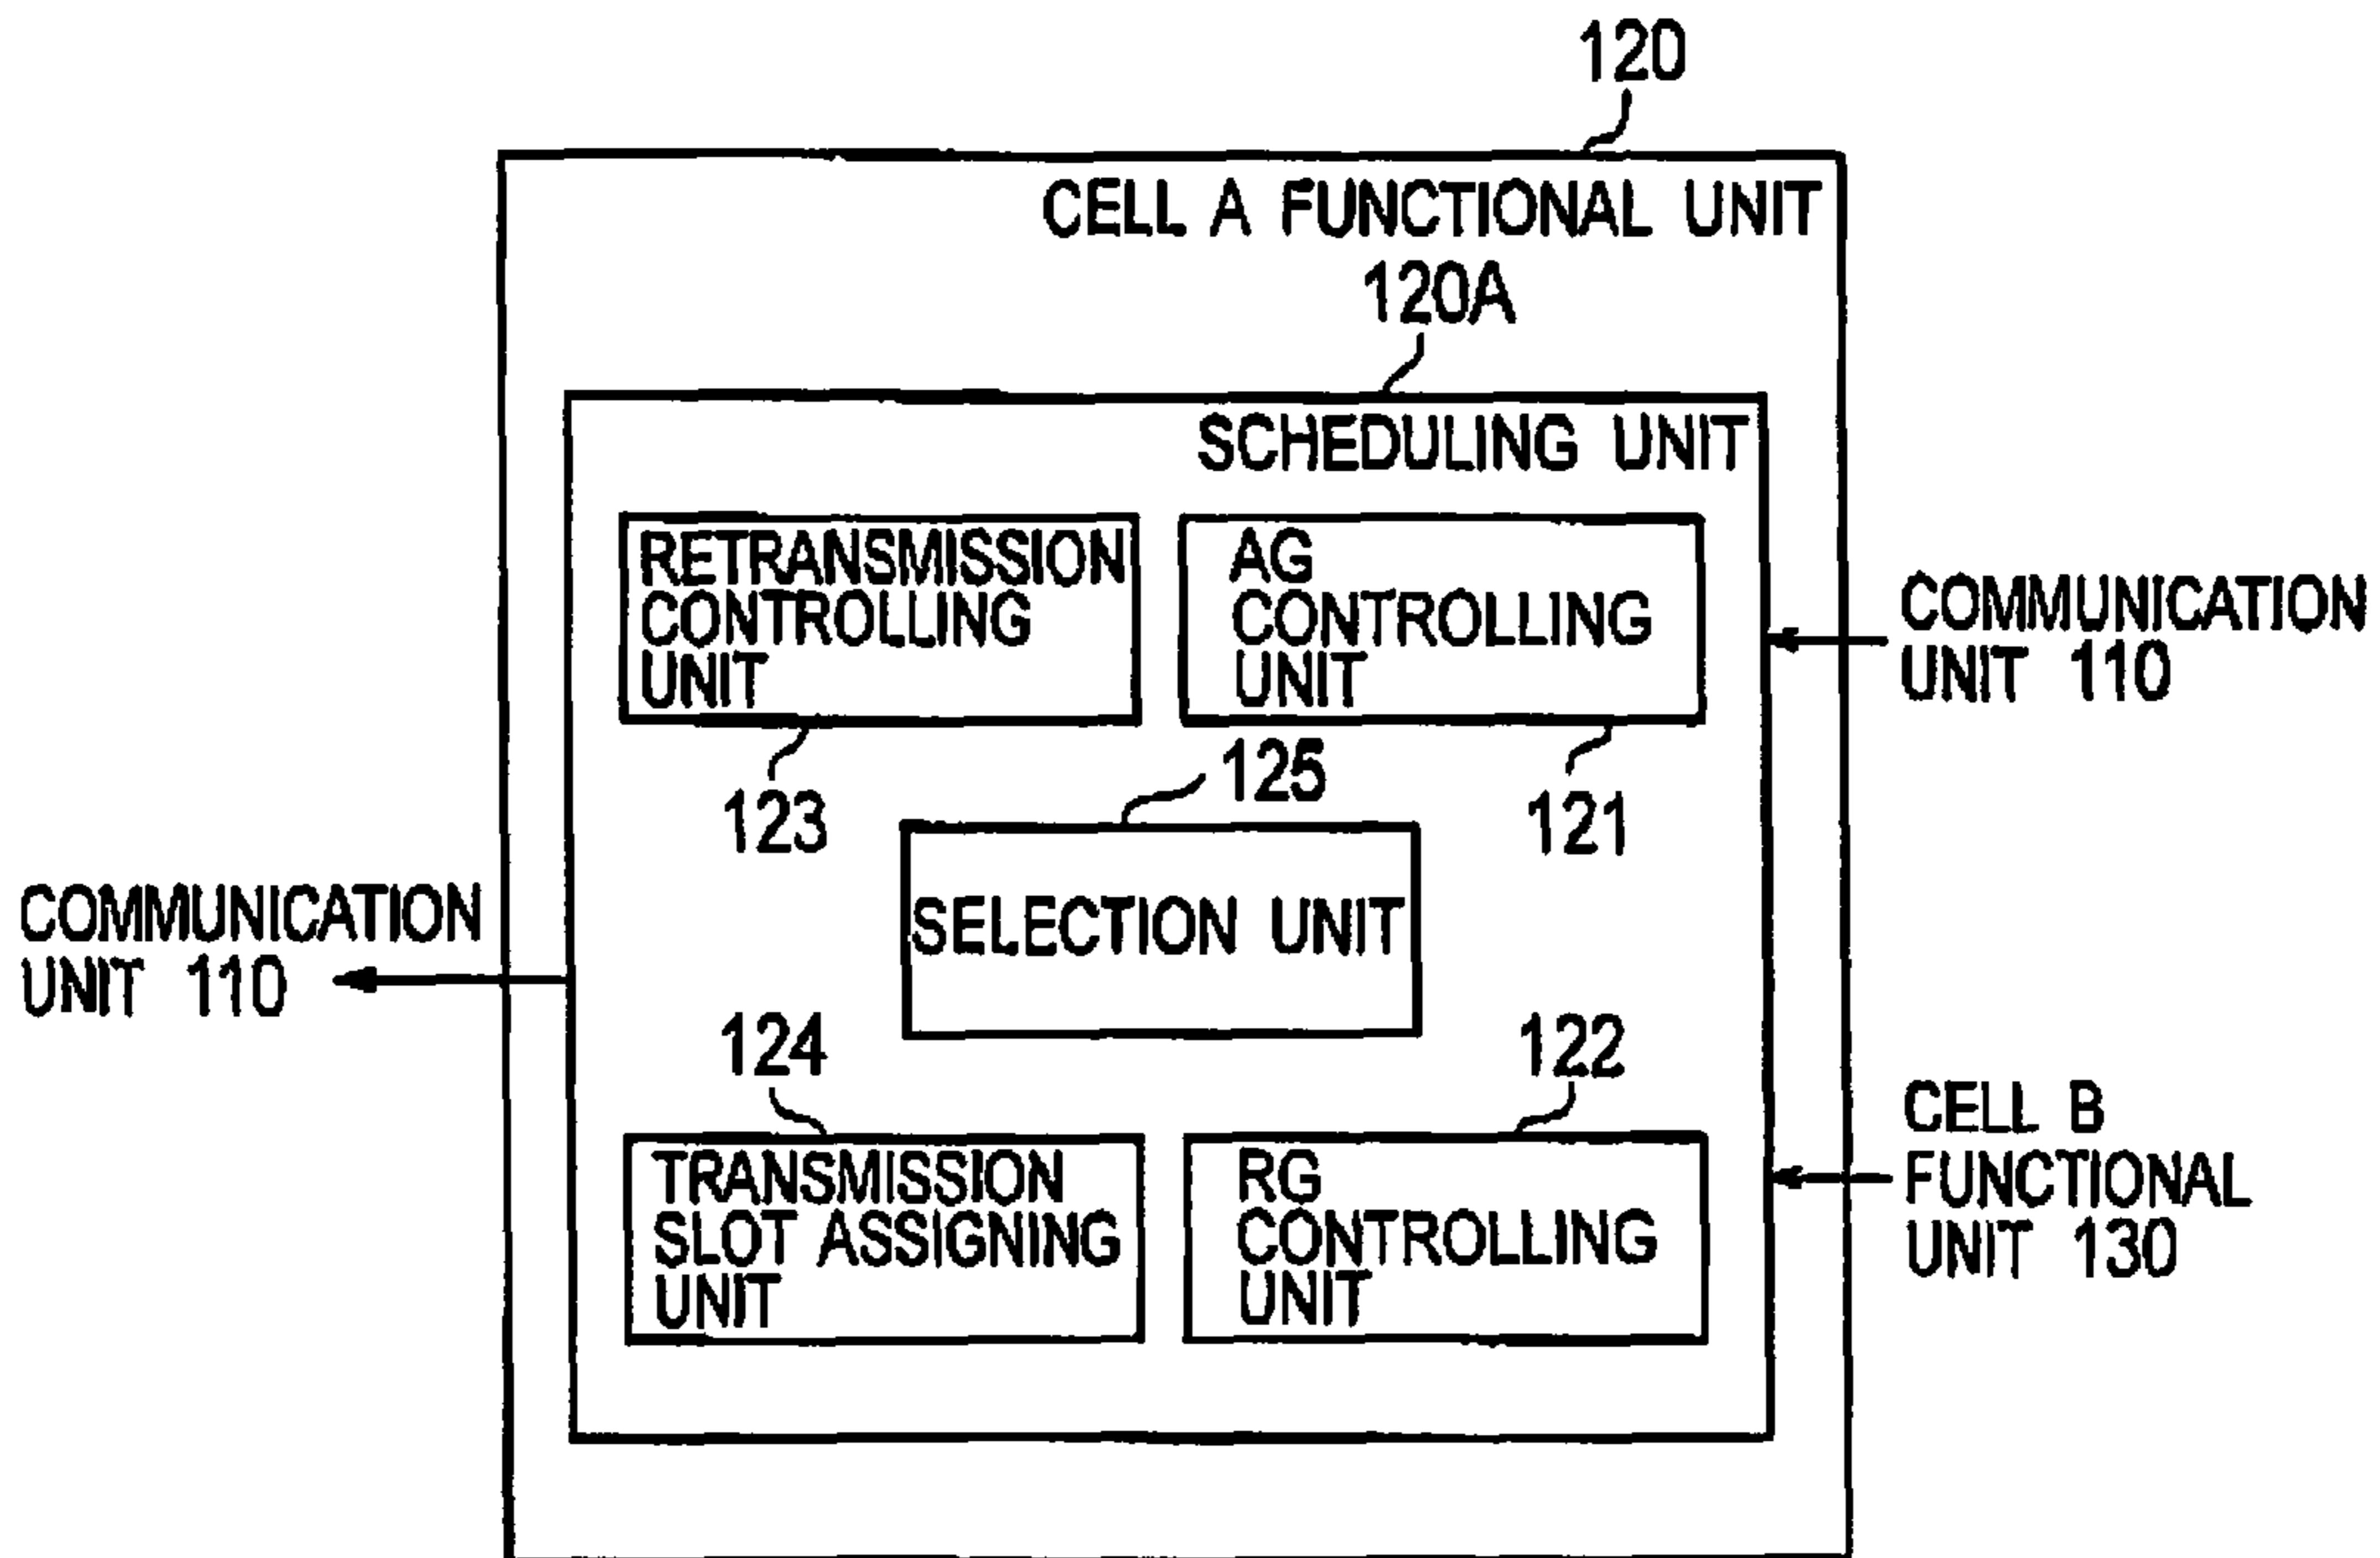 120
CELL A FUNCTIONAL UNIT
120A
SCHEDULING UNIT
RETRANSMISSION
CONTROLLING
UNIT
123
AG
CONTROLLING
UNIT
121
COMMUNICATION
UNIT 110
125
SELECTION UNIT
COMMUNICATION
UNIT 110
124
TRANSMISSION
SLOT ASSIGNING
UNIT
122
RG
CONTROLLING
UNIT
CELL B
FUNCTIONAL
UNIT 130